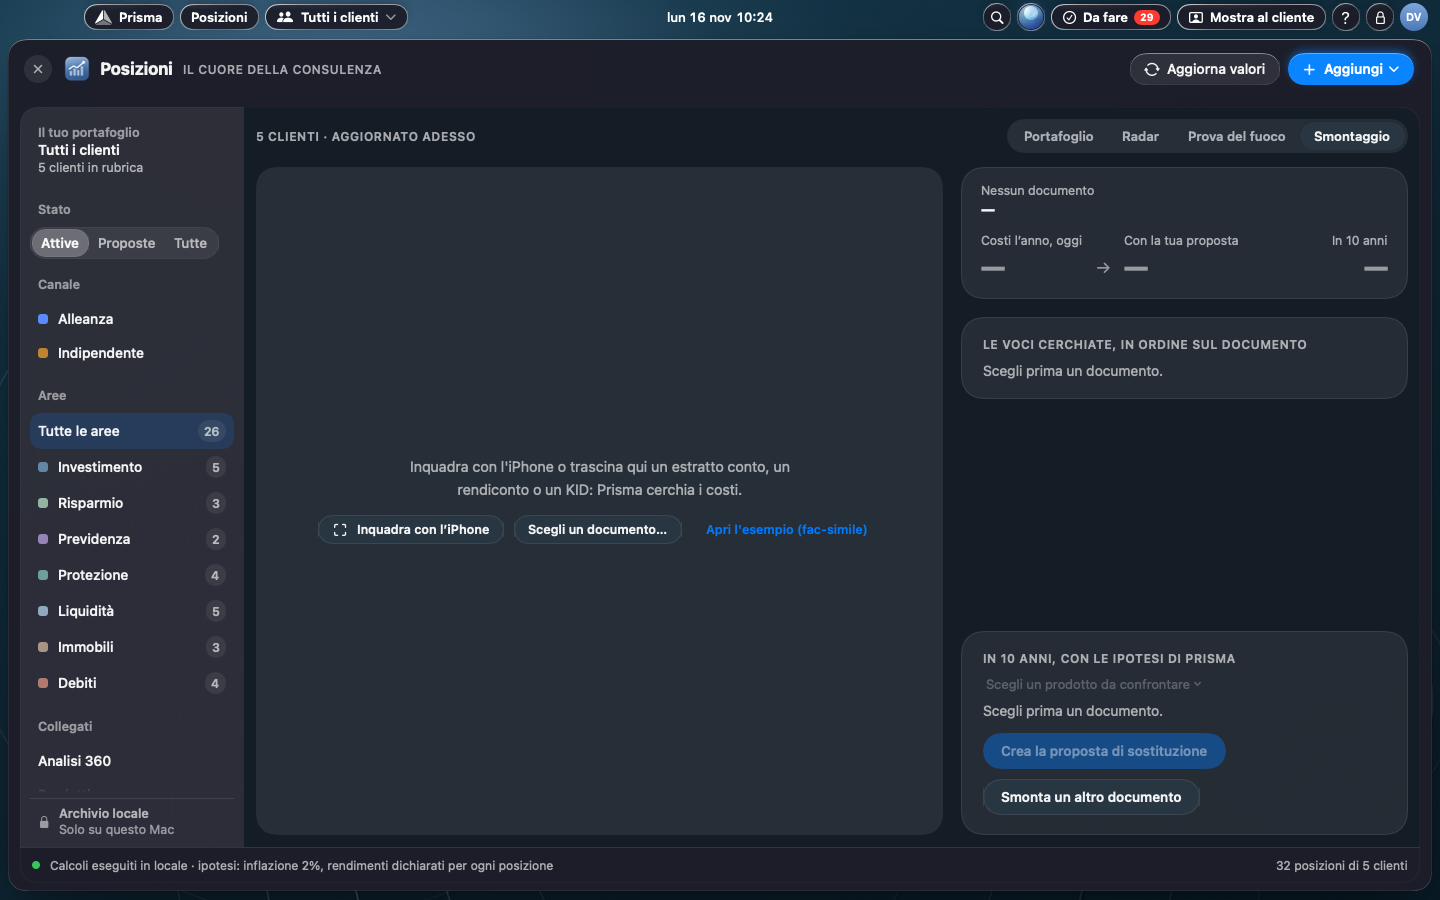 Prisma
Posizioni
Tutti i clienti
lun 16 nov 10:24
Da fare 29
Mostra al cliente
?
DV
Posizioni IL CUORE DELLA CONSULENZA
Aggiorna valori
+ Aggiungi
Il tuo portafoglio
Tutti i clienti
5 clienti in rubrica
Stato
Attive Proposte Tutte
Canale
Alleanza
Indipendente
Aree
Tutte le aree 26
Investimento 5
Risparmio 3
Previdenza 2
Protezione 4
Liquidità 5
Immobili 3
Debiti 4
Collegati
Analisi 360
Archivio locale
Solo su questo Mac
5 CLIENTI · AGGIORNATO ADESSO
Portafoglio Radar Prova del fuoco Smontaggio
Inquadra con l'iPhone o trascina qui un estratto conto, un
rendiconto o un KID: Prisma cerchia i costi.
Inquadra con l’iPhone
Scegli un documento...
Apri l'esempio (fac-simile)
Nessun documento
—
Costi l’anno, oggi Con la tua proposta In 10 anni
— → — —
LE VOCI CERCHIATE, IN ORDINE SUL DOCUMENTO
Scegli prima un documento.
IN 10 ANNI, CON LE IPOTESI DI PRISMA
Scegli un prodotto da confrontare
Scegli prima un documento.
Crea la proposta di sostituzione
Smonta un altro documento
Calcoli eseguiti in locale · ipotesi: inflazione 2%, rendimenti dichiarati per ogni posizione
32 posizioni di 5 clienti